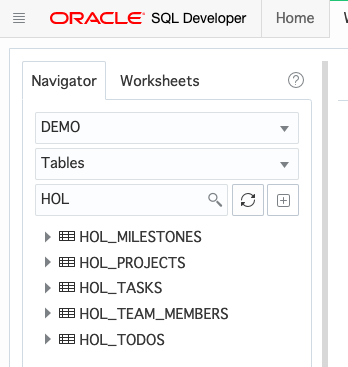 ORACLE SQL Developer Home
Navigator Worksheets ?
DEMO
Tables
HOL
HOL_MILESTONES
HOL_PROJECTS
HOL_TASKS
HOL_TEAM_MEMBERS
HOL_TODOS